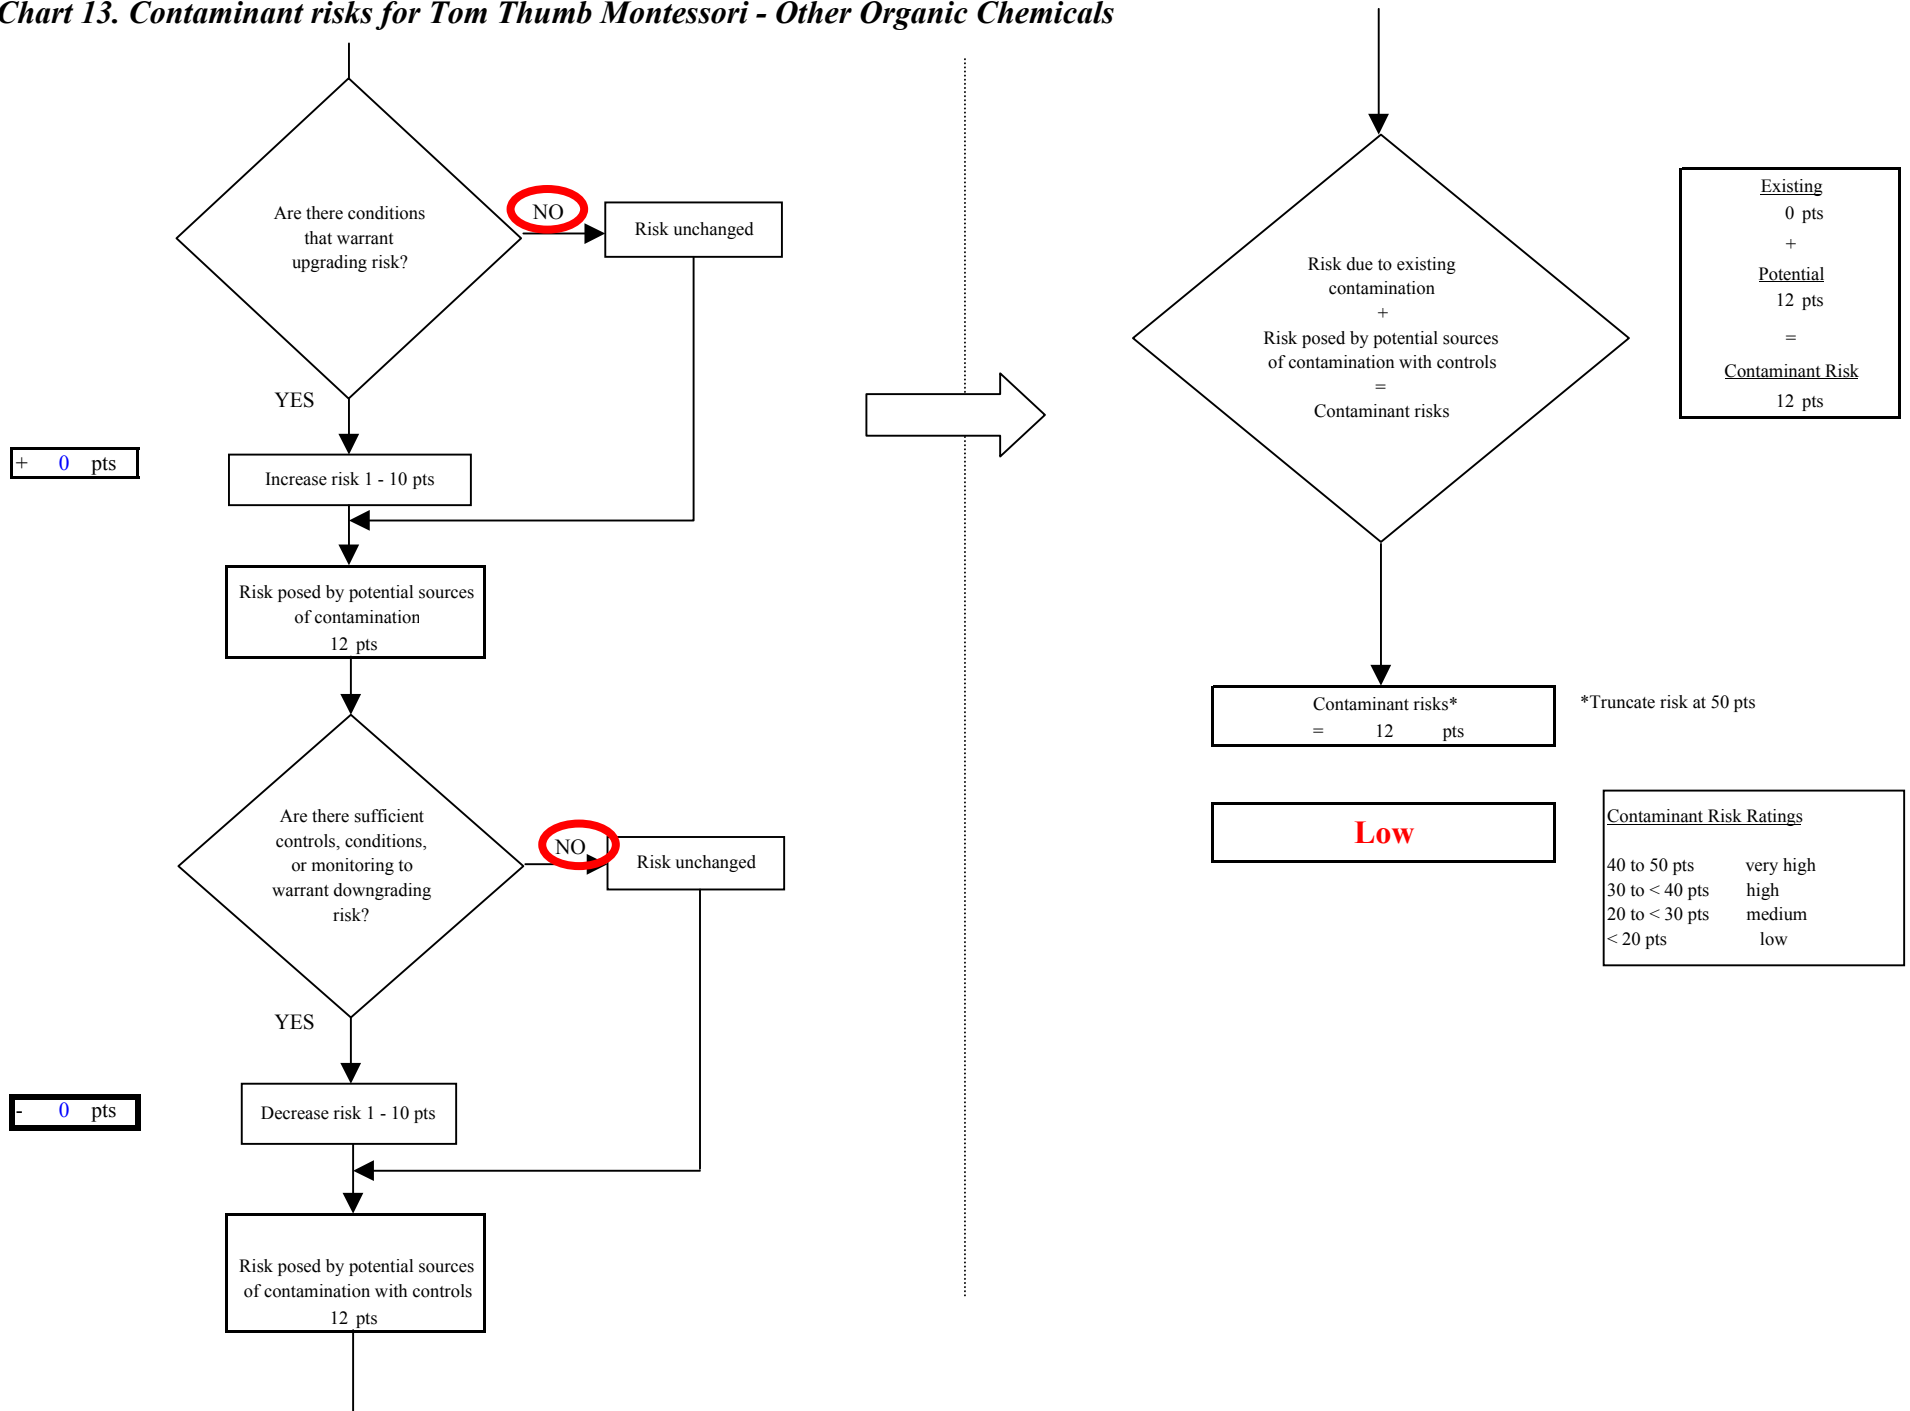 Chart 13. Contaminant risks for Tom Thumb Montessori - Other Organic Chemicals
Are there conditions
that warrant
upgrading risk?
NO
Risk unchanged
YES
+ 0 pts
Increase risk 1 - 10 pts
Risk posed by potential sources
of contamination
12 pts
Are there sufficient
controls, conditions,
or monitoring to
warrant downgrading
risk?
NO
Risk unchanged
YES
- 0 pts
Decrease risk 1 - 10 pts
Risk posed by potential sources
of contamination with controls
12 pts
Risk due to existing
contamination
+
Risk posed by potential sources
of contamination with controls
=
Contaminant risks
Existing
0 pts
+
Potential
12 pts
=
Contaminant Risk
12 pts
Contaminant risks*
= 12 pts
*Truncate risk at 50 pts
Low
Contaminant Risk Ratings
40 to 50 pts very high
30 to < 40 pts high
20 to < 30 pts medium
< 20 pts low